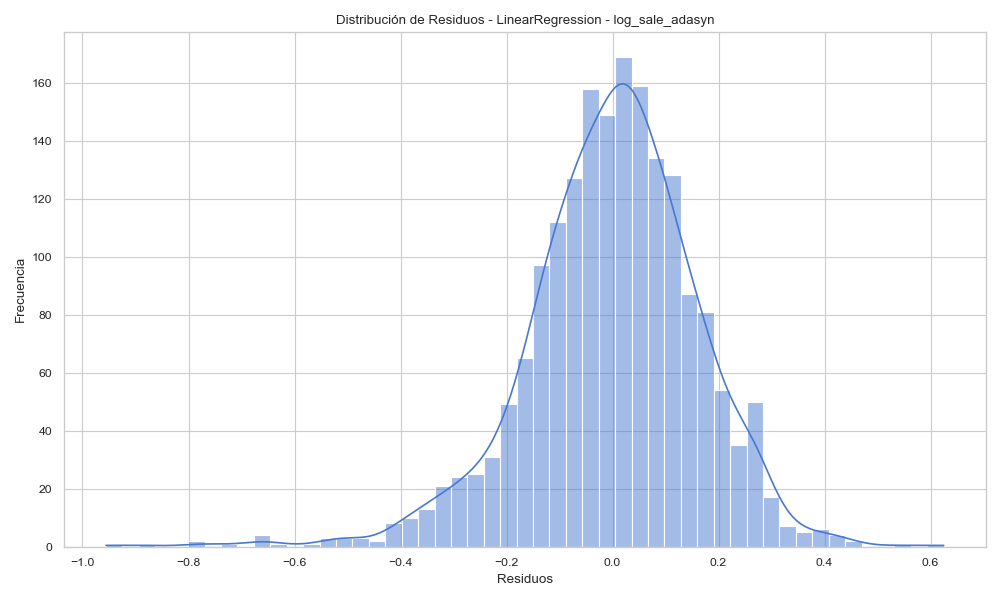 Distribución de Residuos - LinearRegression - log_sale_adasyn
Frecuencia
160
140
120
100
80
60
40
20
0
−1.0 −0.8 −0.6 −0.4 −0.2 0.0 0.2 0.4 0.6
Residuos